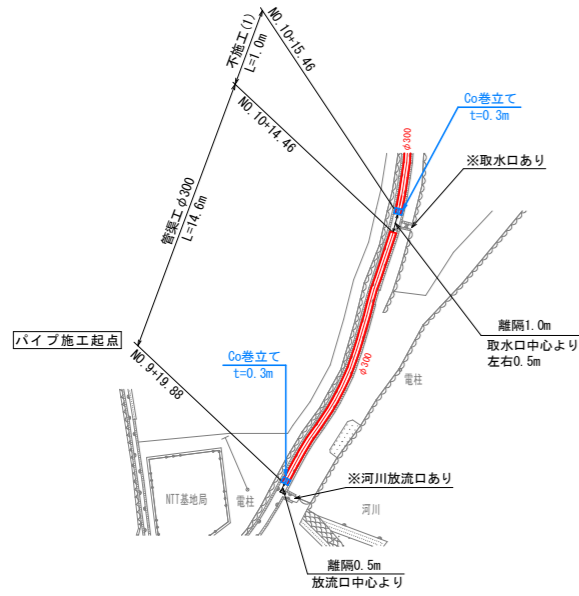 不施工(1)
L=1.0m
NO.10+15.46
NO.10+14.46
Co巻立て
t=0.3m
φ300
※取水口あり
管渠工φ300
L=14.6m
離隔1.0m
取水口中心より
左右0.5m
パイプ施工起点
NO.9+19.88
Co巻立て
t=0.3m
φ300
電柱
※河川放流口あり
NTT基地局
電柱
河川
離隔0.5m
放流口中心より